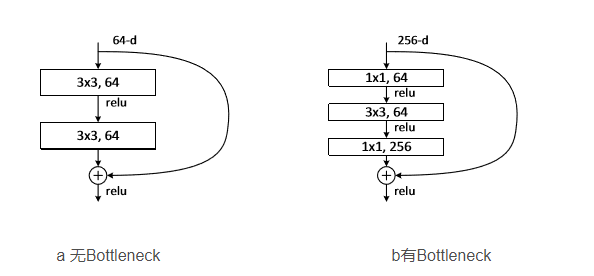 64-d
3x3, 64
relu
3x3, 64
relu
a 无Bottleneck
256-d
1x1, 64
relu
3x3, 64
relu
1x1, 256
relu
b有Bottleneck